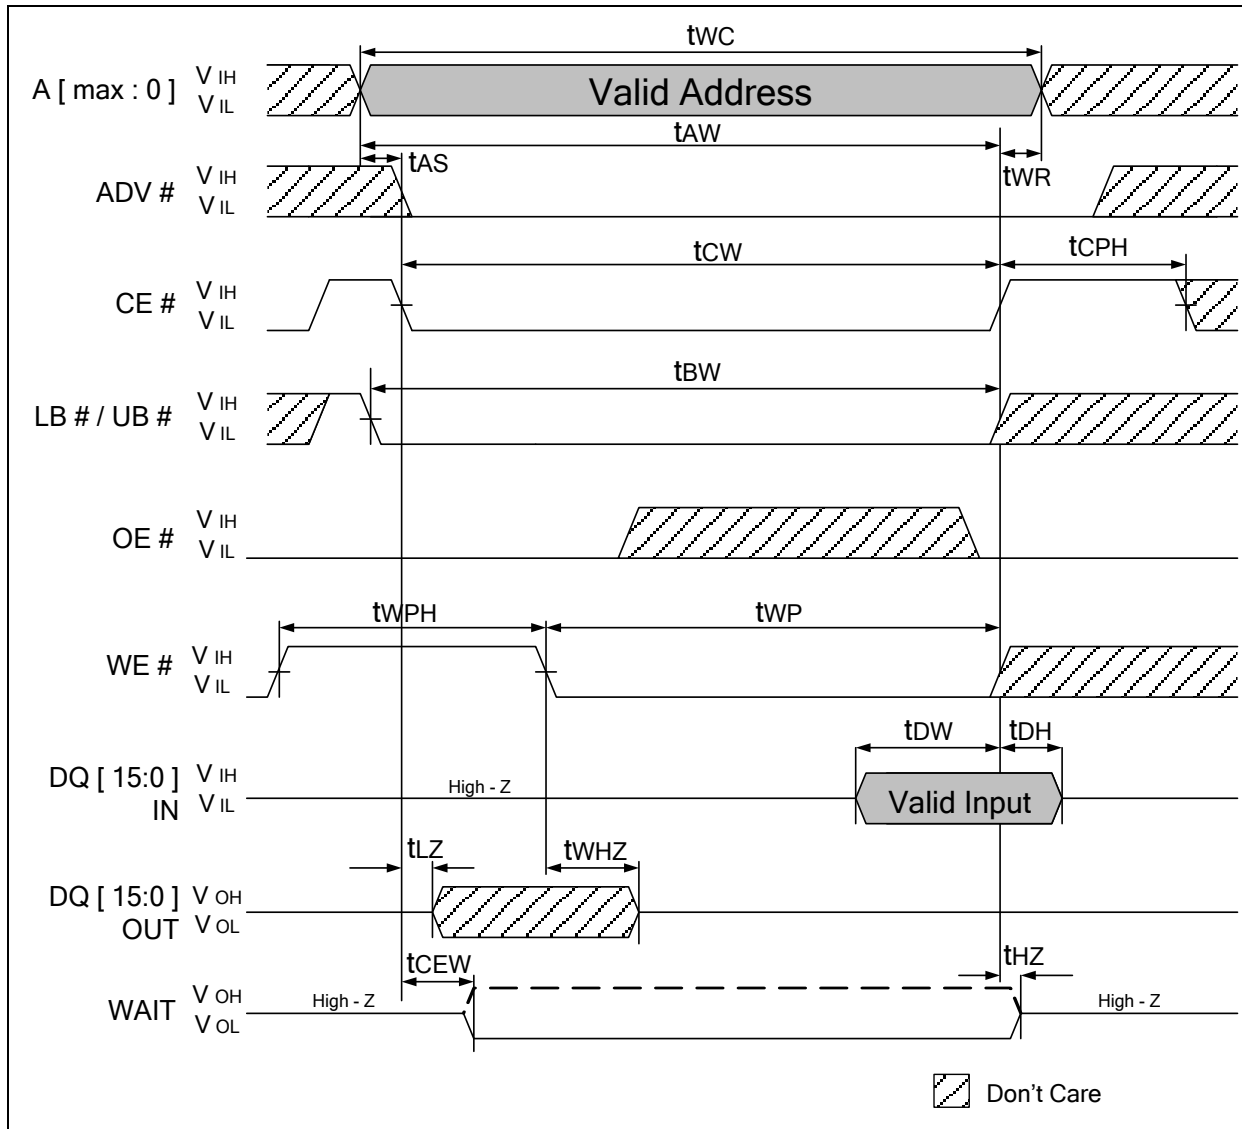 tWC
A [ max : 0 ] V IH
V IL
Valid Address
tAW
tAS
tWR
ADV # V IH
V IL
tCW
tCPH
CE # V IH
V IL
tBW
LB # / UB # V IH
V IL
OE # V IH
V IL
tWPH
tWP
WE # V IH
V IL
tDW
tDH
DQ [ 15:0 ] V IH
IN V IL
High - Z
Valid Input
tLZ
tWHZ
DQ [ 15:0 ] V OH
OUT V OL
tCEW
tHZ
WAIT V OH
V OL
High - Z
High - Z
Don't Care